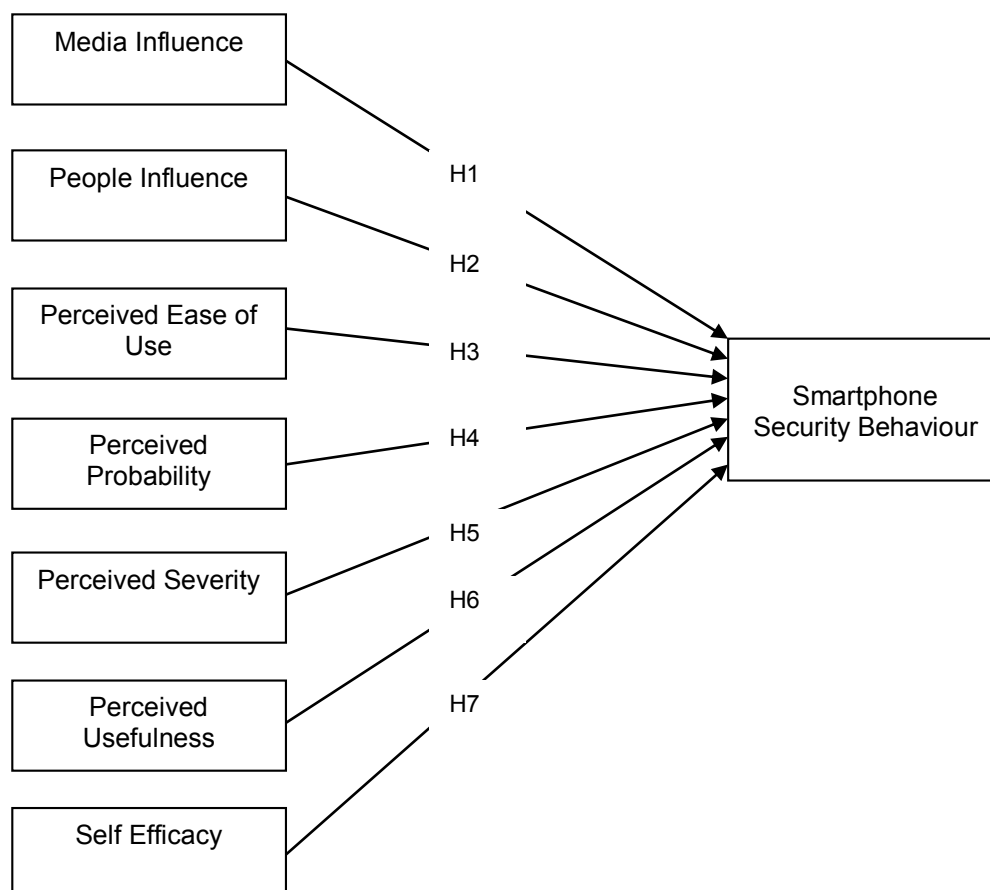 Media Influence
People Influence
Perceived Ease of
Use
Perceived
Probability
Perceived Severity
Perceived
Usefulness
Self Efficacy
H1
H2
H3
H4
H5
H6
H7
Smartphone
Security Behaviour